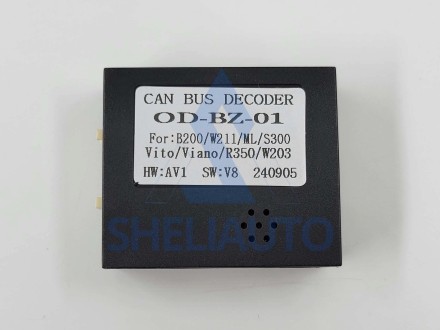 CAN BUS DECODER
OD-BZ-01
For:B200/W211/ML/S300
Vito/Viano/R350/W203
HW:AV1 SW:V8 240905
SHELIAUTO